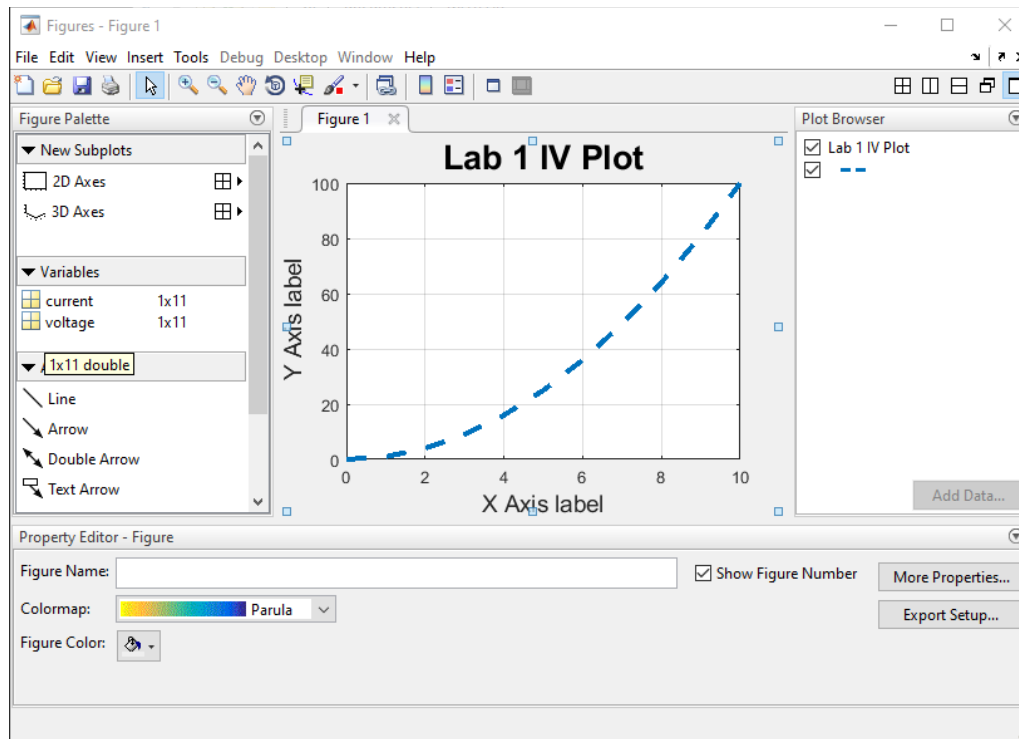 Figures - Figure 1
File Edit View Insert Tools Debug Desktop Window Help
Figure Palette
Figure 1
Plot Browser
New Subplots
2D Axes
3D Axes
Variables
current 1x11
voltage 1x11
1x11 double
Line
Arrow
Double Arrow
Text Arrow
Lab 1 IV Plot
Y Axis label
100
80
60
40
20
0
0 2 4 6 8 10
X Axis label
Lab 1 IV Plot
Add Data...
Property Editor - Figure
Figure Name:
Show Figure Number
More Properties...
Colormap:
Parula
Export Setup...
Figure Color: